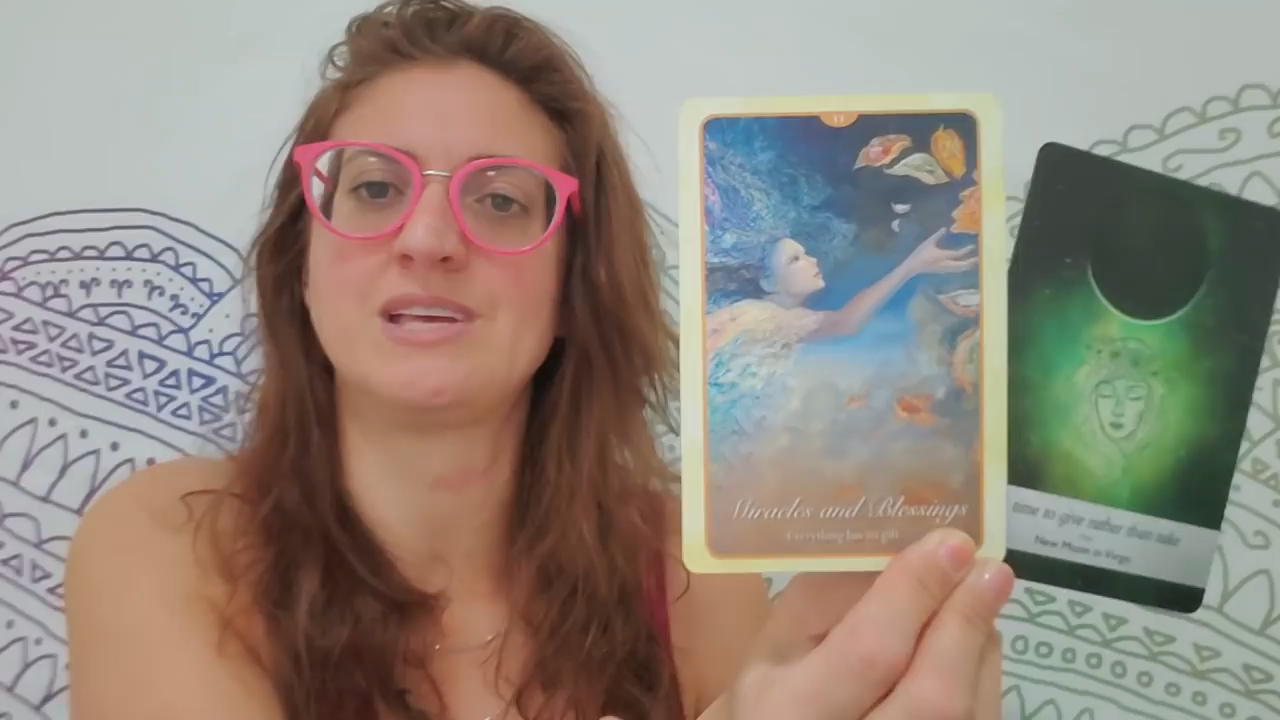 Miracles and Blessings
Everything has its gift
time to give rather than take
New Moon in Virgo